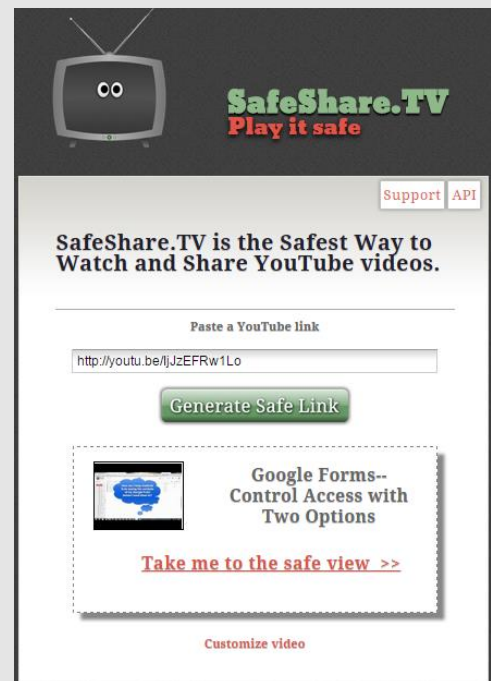 SafeShare.TV
Play it safe
Support API
SafeShare.TV is the Safest Way to
Watch and Share YouTube videos.
Paste a YouTube link
http://youtu.be/ljJzEFRw1Lo
Generate Safe Link
Google Forms--
Control Access with
Two Options
Take me to the safe view >>
Customize video